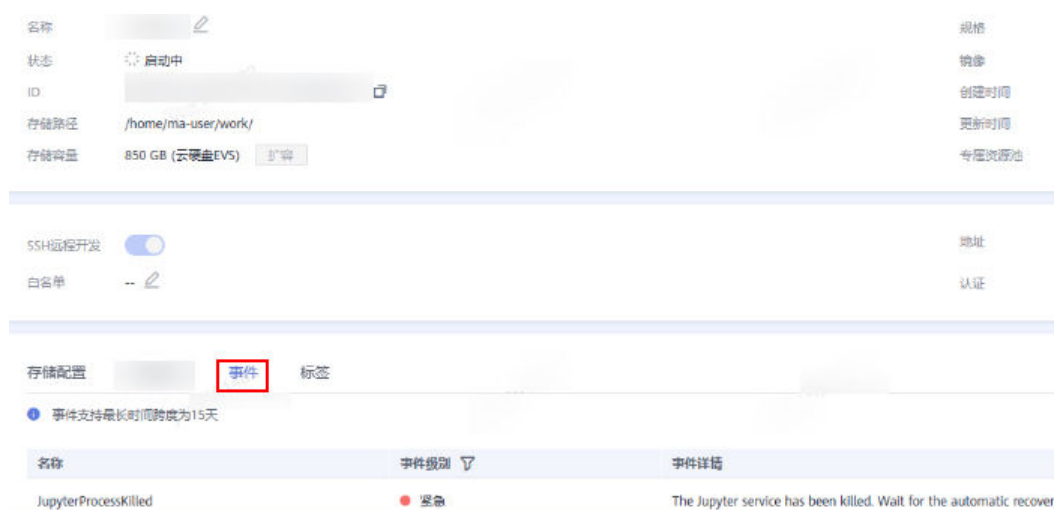 名称 规格
状态 启动中 镜像
ID 创建时间
存储路径 /home/ma-user/work/ 更新时间
存储容量 850 GB (云硬盘EVS) 扩容 专属资源池
SSH远程开发 地址
白名单 -- 认证
存储配置 事件 标签
事件支持最长时间跨度为15天
名称 事件级别 事件详情
JupyterProcessKilled 紧急 The Jupyter service has been killed. Wait for the automatic recover